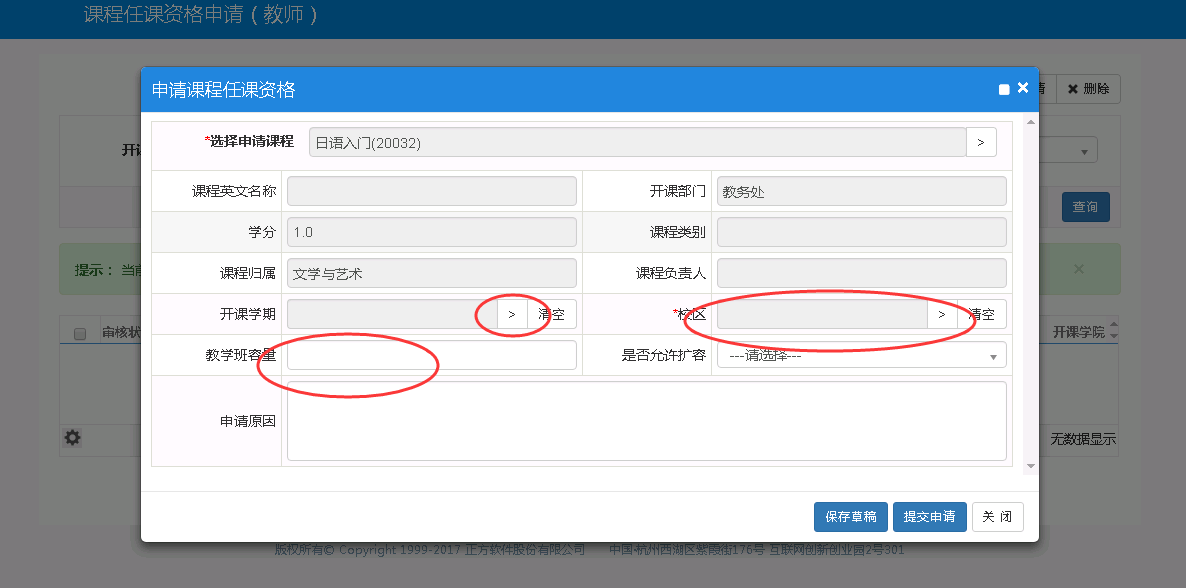 课程任课资格申请（教师）
申请课程任课资格
请 ✖ 删除
*选择申请课程 日语入门(20032) >
开课
课程英文名称 开课部门 教务处
查询
学分 1.0 课程类别
提示： 当前
课程归属 文学与艺术 课程负责人
开课学期 > 清空 *校区 > 清空
审核状 开课学院
教学班容量 是否允许扩容 ---请选择---
申请原因
无数据显示
保存草稿 提交申请 关 闭
版权所有© Copyright 1999-2017 正方软件股份有限公司 中国·杭州西湖区紫霞街176号 互联网创新创业园2号301